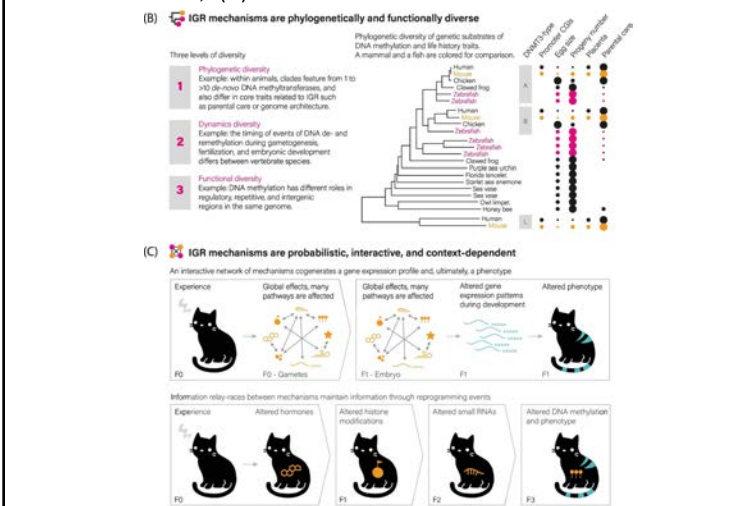 (B) IGR mechanisms are phylogenetically and functionally diverse
Three levels of diversity
1
Phylogenetic diversity
Example: within animals, clades feature from 1 to
>10 de-novo DNA methyltransferases, and
also differ in core traits related to IGR such
as parental care or genome architecture.
2
Dynamics diversity
Example: the timing of events of DNA de- and
remethylation during gametogenesis,
fertilization, and embryonic development
differs between vertebrate species.
3
Functional diversity
Example: DNA methylation has different roles in
regulatory, repetitive, and intergenic
regions in the same genome.
Phylogenetic diversity of genetic substrates of
DNA methylation and life history traits.
A mammal and a fish are colored for comparison.
DNMT3-type
Promoter CGIs
Egg size
Progeny number
Placenta
Parental care
Human
Mouse
Chicken
Clawed frog
Zebrafish
Zebrafish
A
Human
Mouse
Chicken
Zebrafish
B
Zebrafish
Zebrafish
Zebrafish
Clawed frog
Purple sea urchin
Florida lancelet
Starlet sea anemone
Sea vase
Sea vase
Owl limpet
Honey bee
Human
Mouse
L
(C) IGR mechanisms are probabilistic, interactive, and context-dependent
An interactive network of mechanisms cogenerates a gene expression profile and, ultimately, a phenotype
Experience
F0
Global effects, many
pathways are affected
F0 - Gametes
Global effects, many
pathways are affected
F1 - Embryo
Altered gene
expression patterns
during development
F1
Altered phenotype
F1
Information relay-races between mechanisms maintain information through reprogramming events
Experience
F0
Altered hormones
Altered histone
modifications
F1
Altered small RNAs
F2
Altered DNA methylation
and phenotype
F3